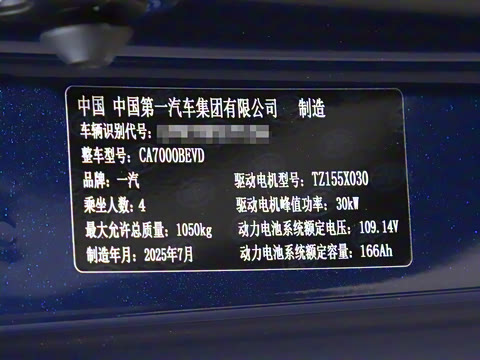 中国 中国第一汽车集团有限公司 制造
车辆识别代号:
整车型号: CA7000BEVD
品牌: 一汽 驱动电机型号: TZ155X030
乘坐人数: 4 驱动电机峰值功率: 30kW
最大允许总质量: 1050kg 动力电池系统额定电压: 109.14V
制造年月: 2025年7月 动力电池系统额定容量: 166Ah